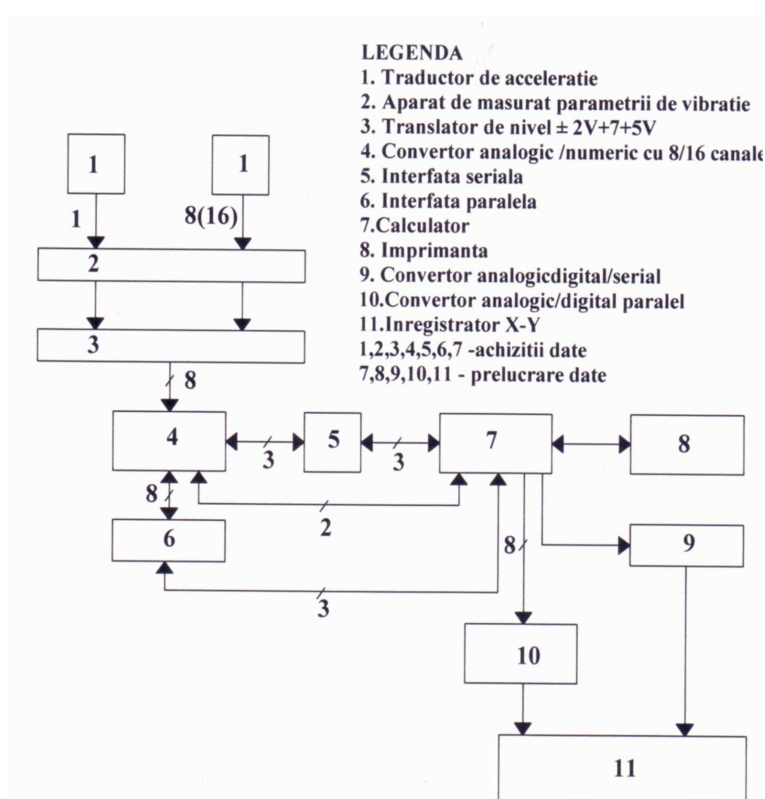 LEGENDA
1. Traductor de acceleratie
2. Aparat de masurat parametrii de vibratie
3. Translator de nivel ± 2V+7+5V
4. Convertor analogic /numeric cu 8/16 canale
5. Interfata seriala
6. Interfata paralela
7.Calculator
8. Imprimanta
9. Convertor analogicdigital/serial
10.Convertor analogic/digital paralel
11.Inregistrator X-Y
1,2,3,4,5,6,7 -achizitii date
7,8,9,10,11 - prelucrare date
1 1
1 8(16)
2
3
8
4 5 7 8
3 3
8 2
6 8 9
3
10
11